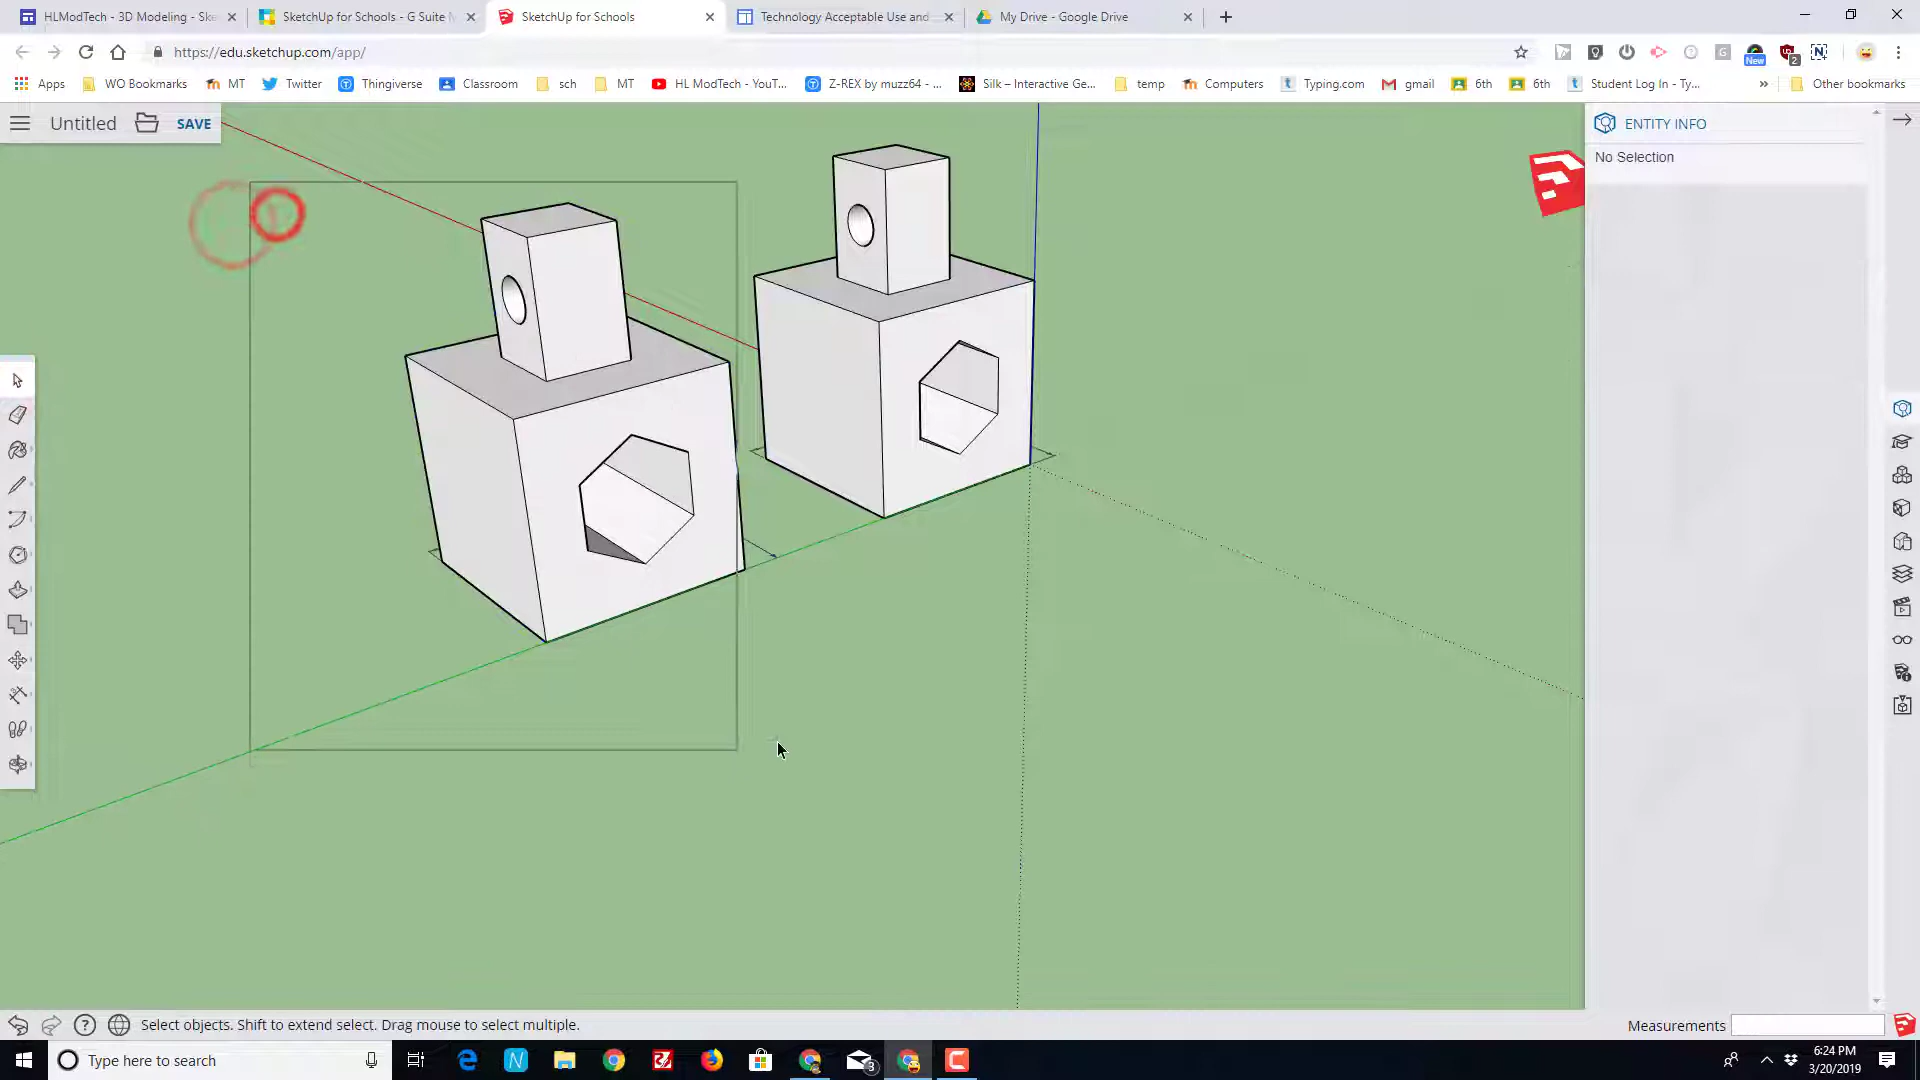 HLModTech - 3D Modeling - Ske
SketchUp for Schools - G Suite M
SketchUp for Schools
Technology Acceptable Use and
My Drive - Google Drive
https://edu.sketchup.com/app/
New
2
Apps
WO Bookmarks
MT
Twitter
Thingiverse
Classroom
sch
MT
HL ModTech - YouT...
Z-REX by muzz64 - ...
Silk – Interactive Ge...
temp
Computers
Typing.com
gmail
6th
6th
Student Log In - Ty...
»
Other bookmarks
Untitled
SAVE
ENTITY INFO
No Selection
Select objects. Shift to extend select. Drag mouse to select multiple.
Measurements
Type here to search
3
6:24 PM
3/20/2019